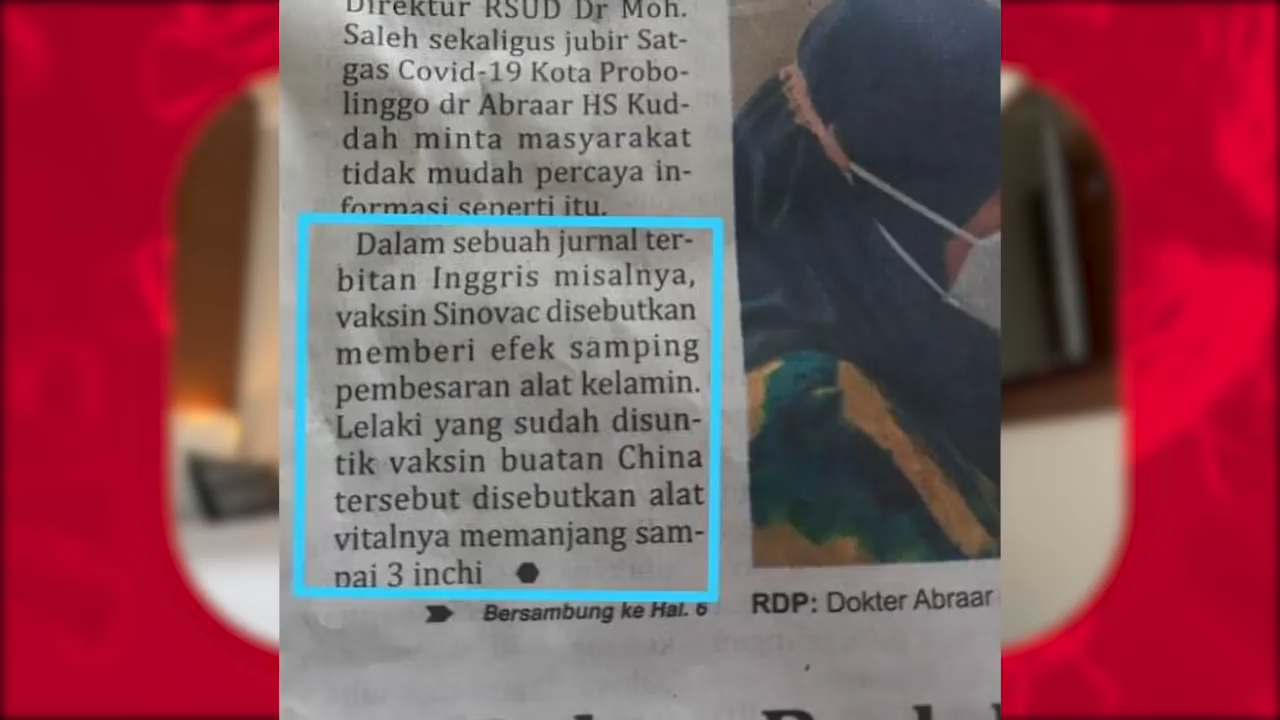 Direktur RSUD Dr Moh.
Saleh sekaligus jubir Sat-
gas Covid-19 Kota Probo-
linggo dr Abraar HS Kud-
dah minta masyarakat
tidak mudah percaya in-
formasi seperti itu.
Dalam sebuah jurnal ter-
bitan Inggris misalnya,
vaksin Sinovac disebutkan
memberi efek samping
pembesaran alat kelamin.
Lelaki yang sudah disun-
tik vaksin buatan China
tersebut disebutkan alat
vitalnya memanjang sam-
pai 3 inchi
Bersambung ke Hal. 6
RDP: Dokter Abraar